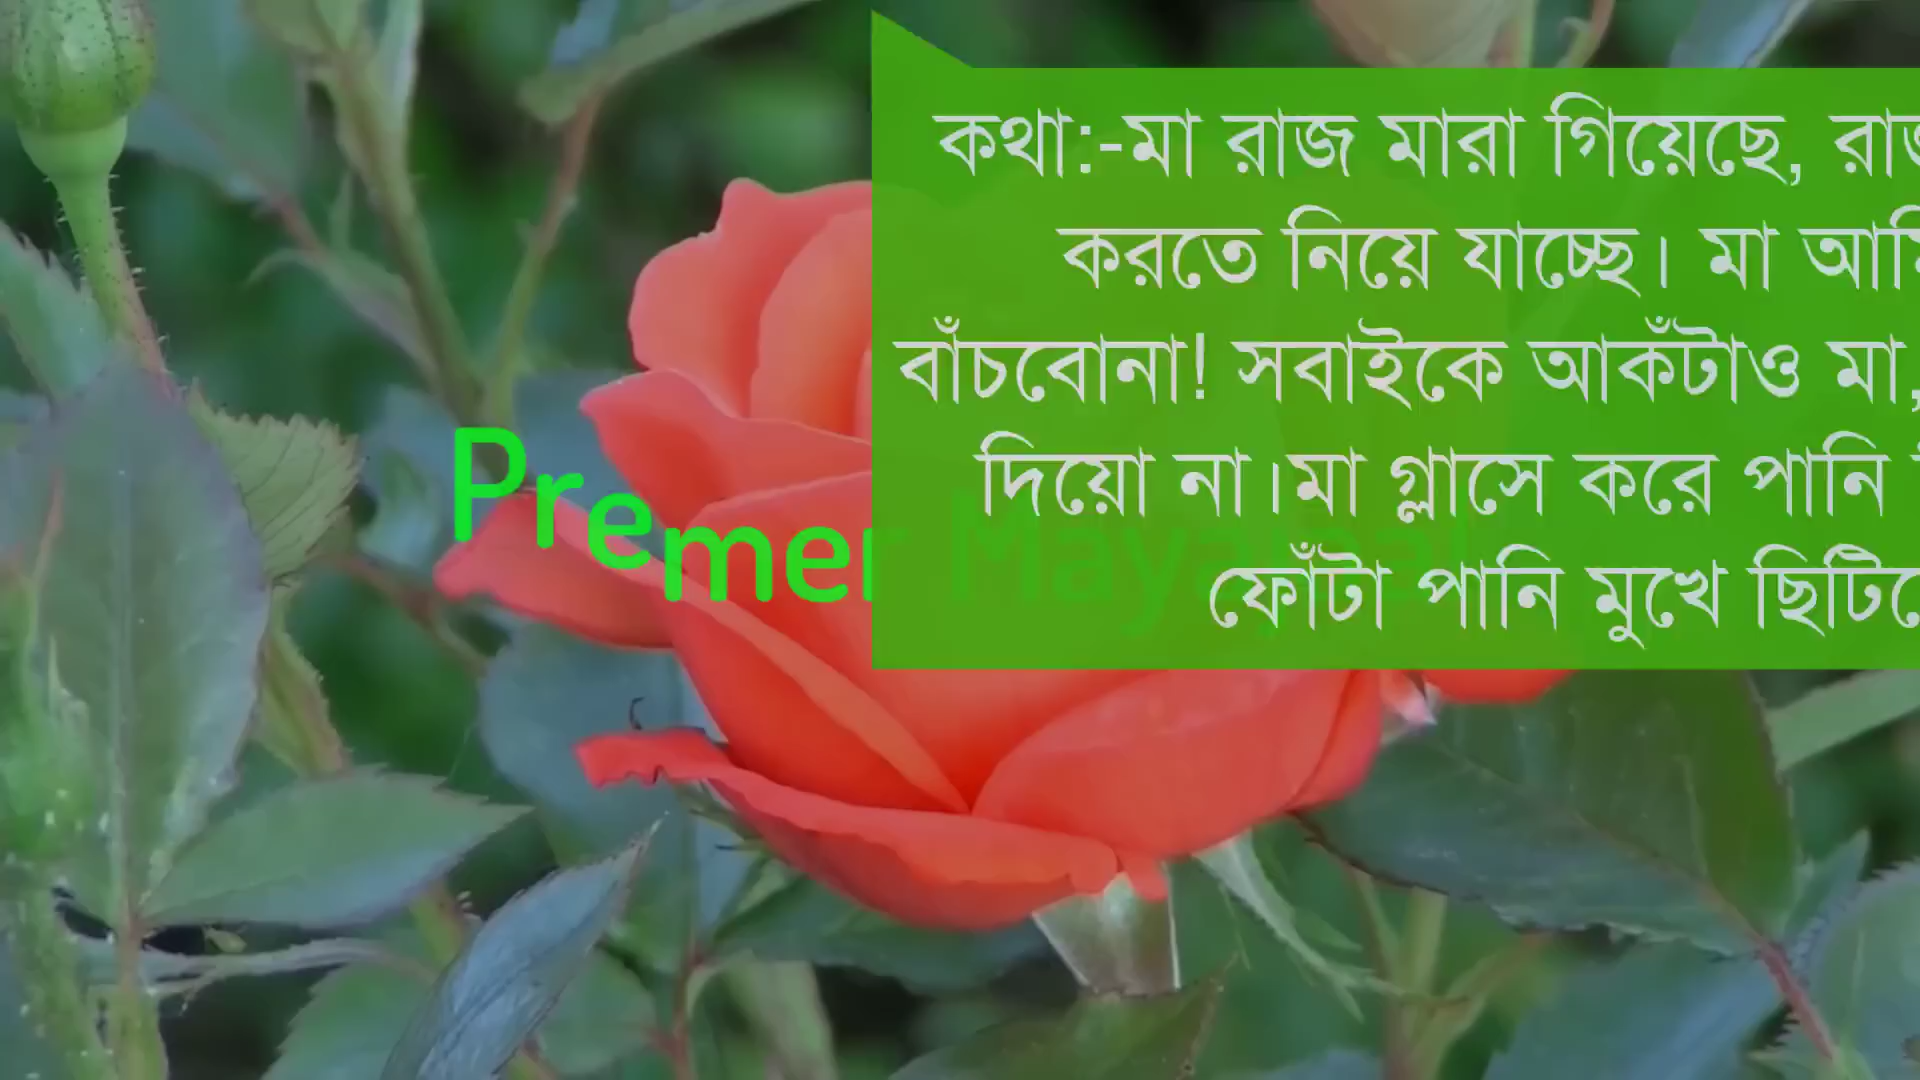 কথা:-মা রাজ মারা গিয়েছে,
করতে নিয়ে যাচ্ছে। মা
বাঁচবোনা! সবাইকে আকঁটাও মা,
দিয়ো না।মা গ্লাসে করে পানি
ফোঁটা পানি মুখে
Premer